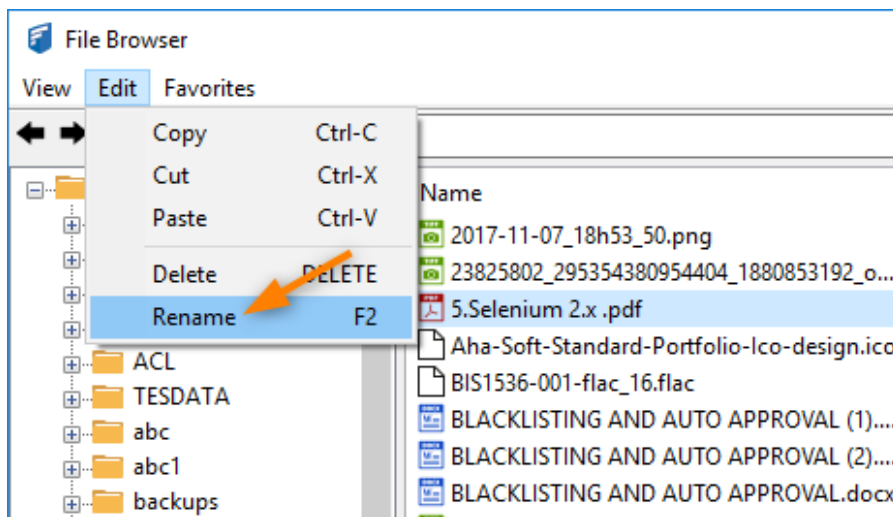 File Browser
View Edit Favorites
Copy Ctrl-C
Cut Ctrl-X
Paste Ctrl-V
Delete DELETE
Rename F2
ACL
TESDATA
abc
abc1
backups
Name
2017-11-07_18h53_50.png
23825802_295354380954404_1880853192_o...
5.Selenium 2.x .pdf
Aha-Soft-Standard-Portfolio-Ico-design.ico
BIS1536-001-flac_16.flac
BLACKLISTING AND AUTO APPROVAL (1)....
BLACKLISTING AND AUTO APPROVAL (2)....
BLACKLISTING AND AUTO APPROVAL.docx